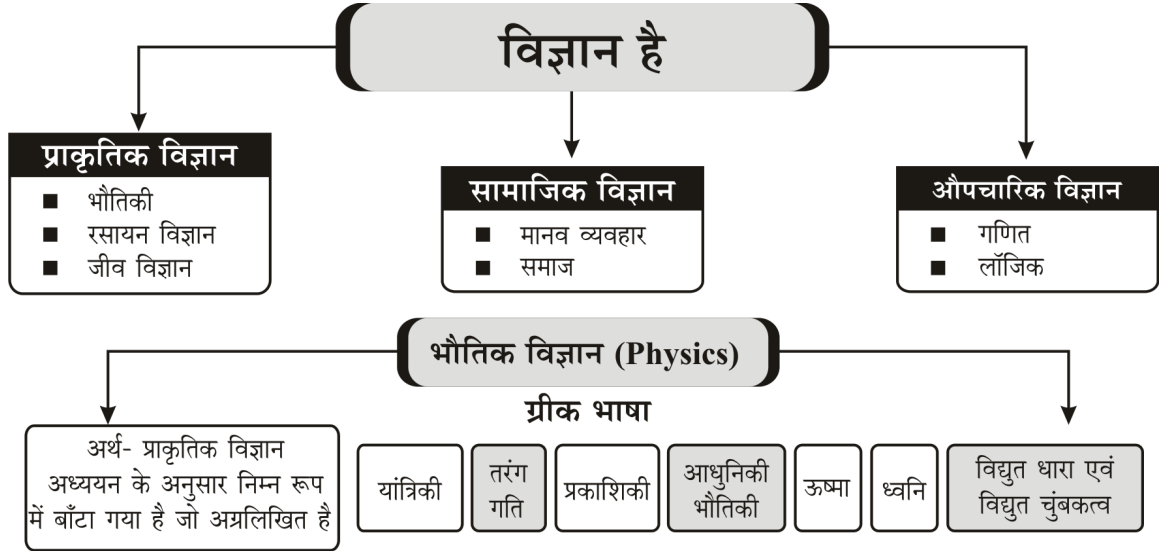 विज्ञान है
प्राकृतिक विज्ञान
■ भौतिकी
■ रसायन विज्ञान
■ जीव विज्ञान
सामाजिक विज्ञान
■ मानव व्यवहार
■ समाज
औपचारिक विज्ञान
■ गणित
■ लॉजिक
भौतिक विज्ञान (Physics)
ग्रीक भाषा
अर्थ- प्राकृतिक विज्ञान
अध्ययन के अनुसार निम्न रूप
में बाँटा गया है जो अग्रलिखित है
यांत्रिकी
तरंग
गति
प्रकाशिकी
आधुनिकी
भौतिकी
ऊष्मा
ध्वनि
विद्युत धारा एवं
विद्युत चुंबकत्व